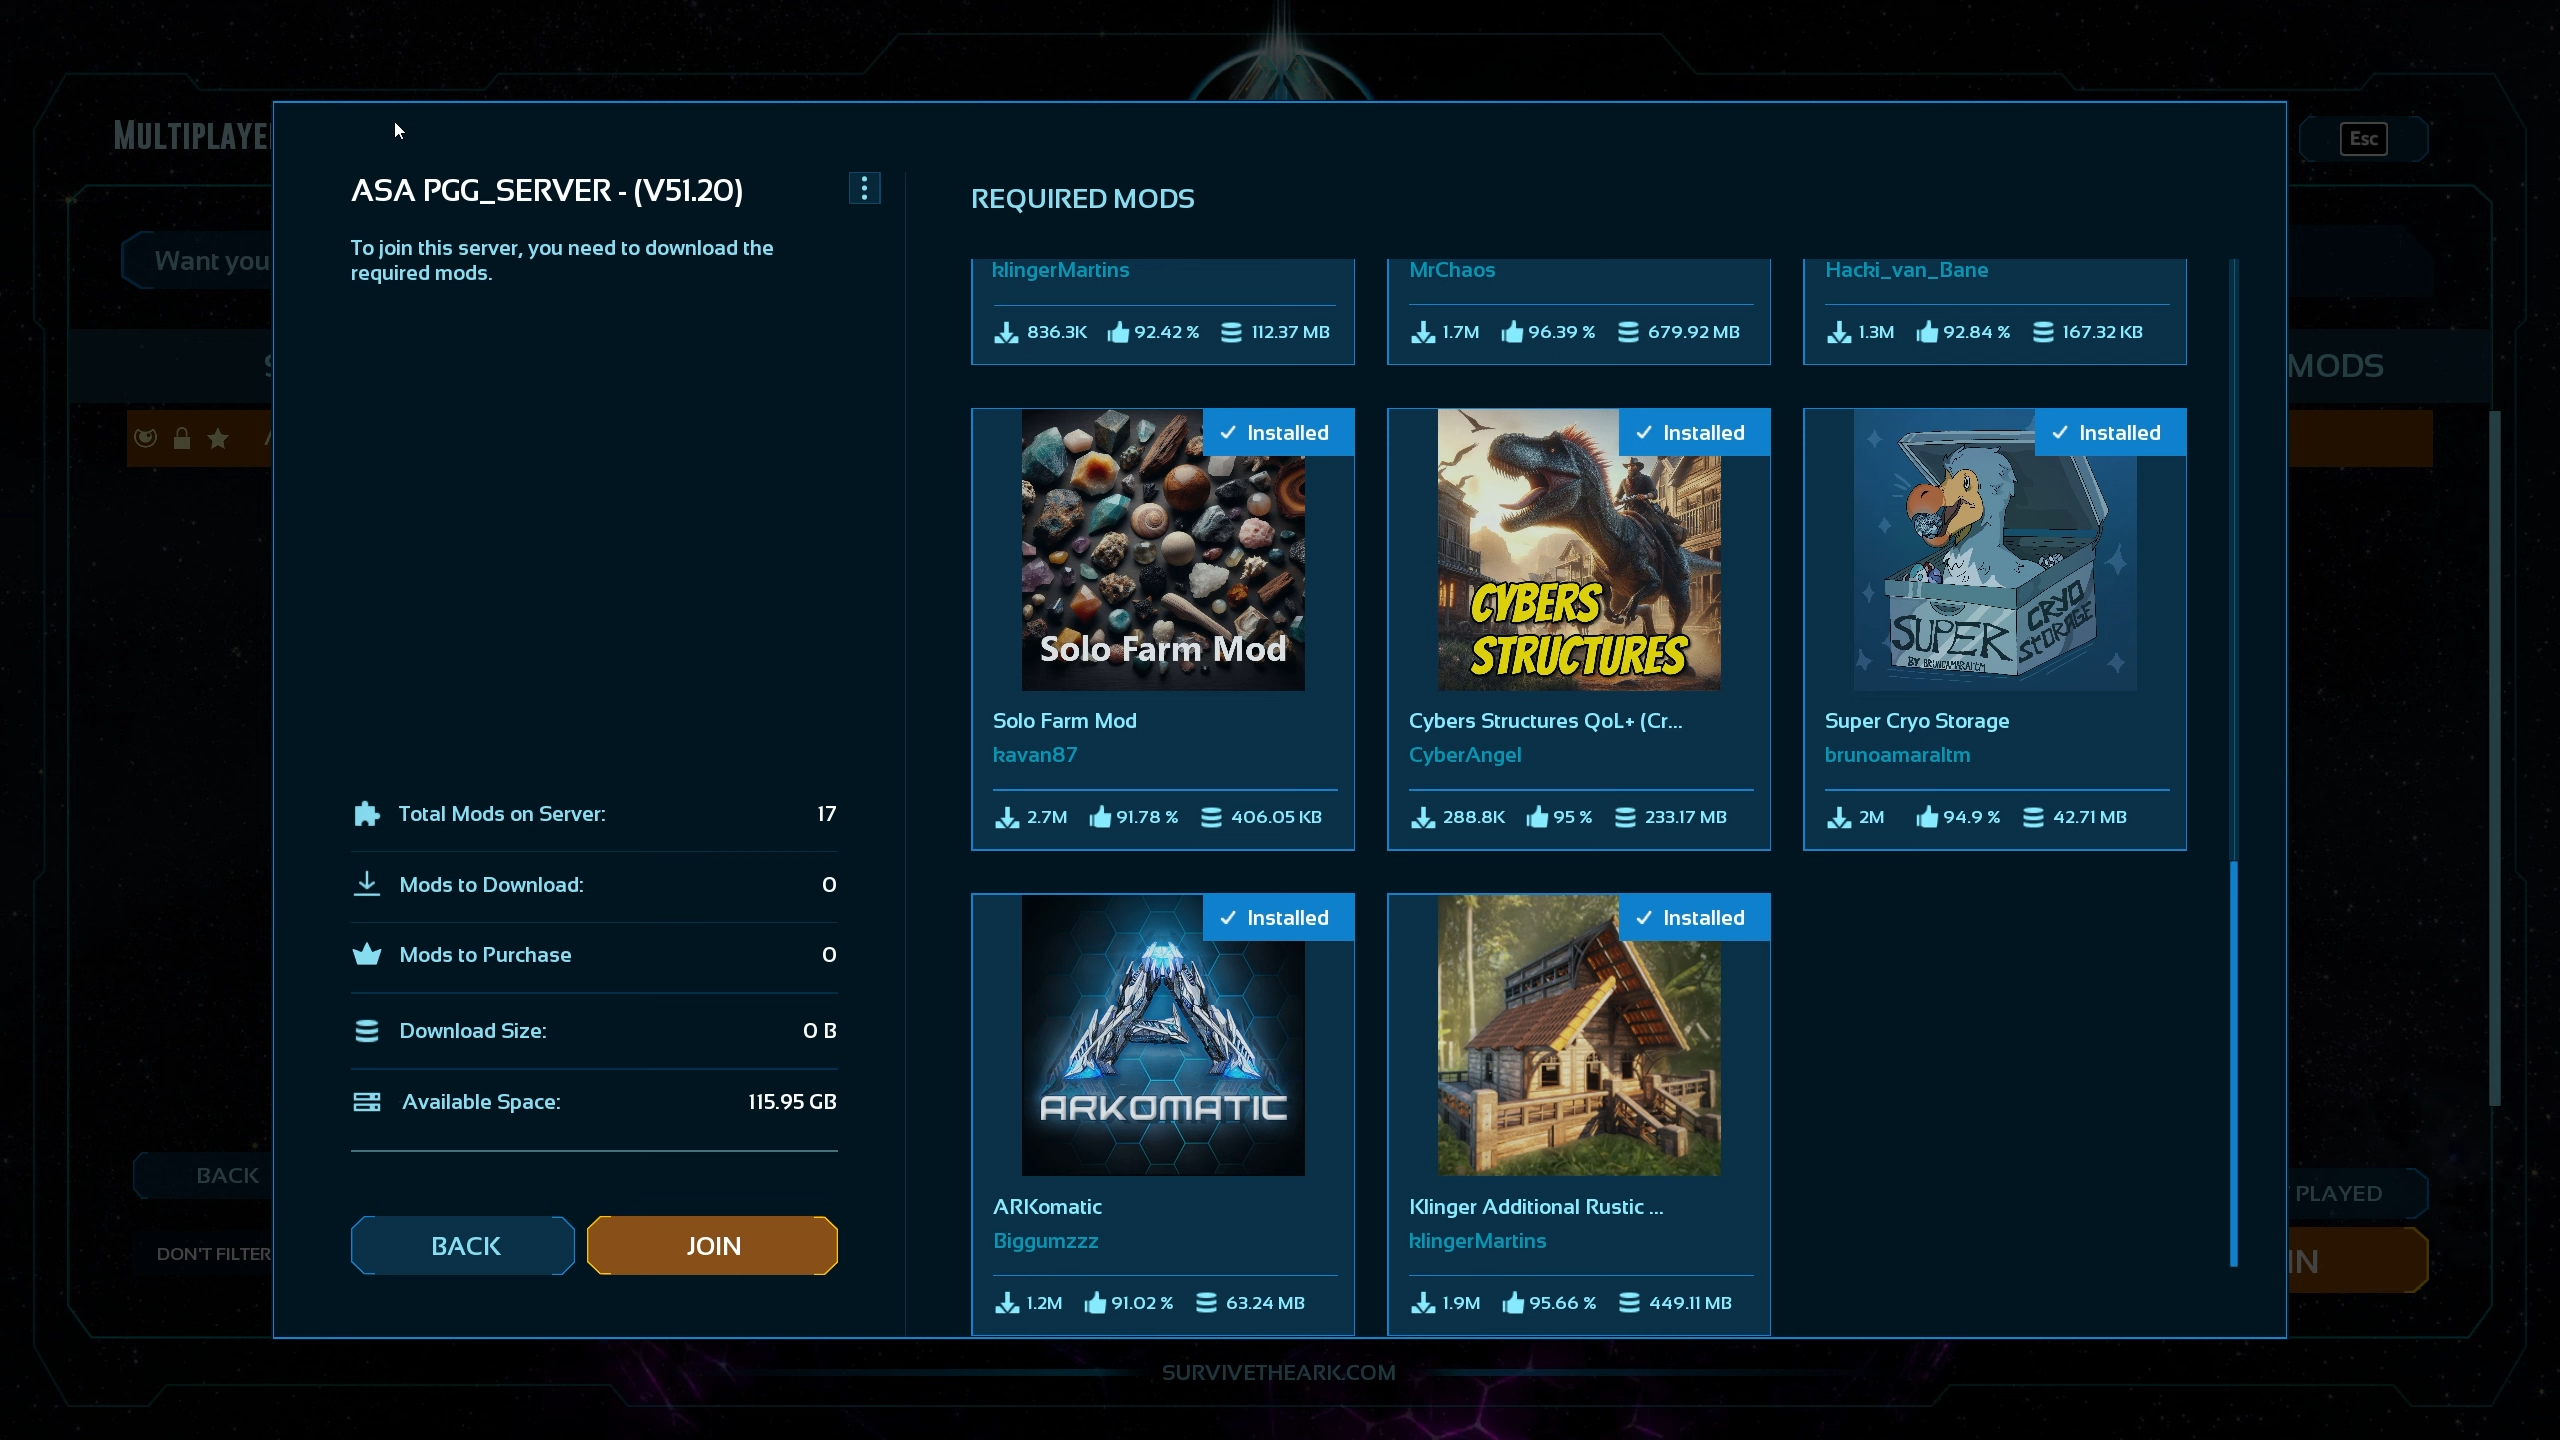 MULTIPLAYE
Esc
Want you
MODS
ASA PGG_SERVER - (V51.20)
To join this server, you need to download the
required mods.
Total Mods on Server: 17
Mods to Download: 0
Mods to Purchase 0
Download Size: 0 B
Available Space: 115.95 GB
BACK JOIN
BACK
DON'T FILTER
REQUIRED MODS
klingerMartins
836.3K 92.42 % 112.37 MB
MrChaos
1.7M 96.39 % 679.92 MB
Hacki_van_Bane
1.3M 92.84 % 167.32 KB
Installed
Solo Farm Mod
Solo Farm Mod
kavan87
2.7M 91.78 % 406.05 KB
Installed
CYBERS
STRUCTURES
Cybers Structures QoL+ (Cr...
CyberAngel
288.8K 95 % 233.17 MB
Installed
SUPER
CRYO
STORAGE
BY BRUNOAMARALTM
Super Cryo Storage
brunoamaraltm
2M 94.9 % 42.71 MB
Installed
ARKOMATIC
ARKomatic
Biggumzzz
1.2M 91.02 % 63.24 MB
Installed
Klinger Additional Rustic ...
klingerMartins
1.9M 95.66 % 449.11 MB
PLAYED
IN
SURVIVETHEARK.COM